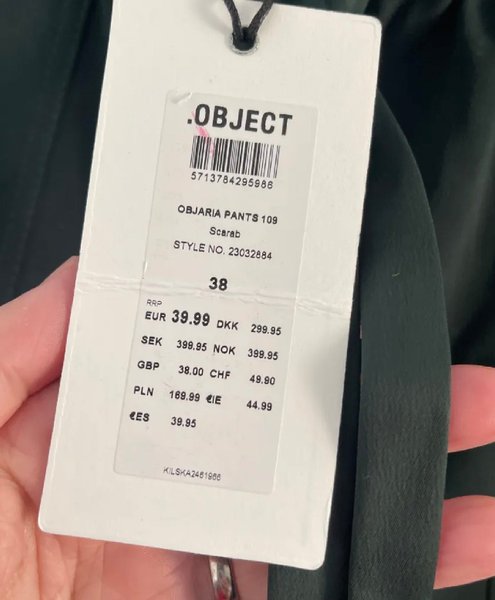 .OBJECT
5713784295986
OBJARIA PANTS 109
Scarab
STYLE NO. 23032884
38
RRP
EUR 39.99 DKK 299.95
SEK 399.95 NOK 399.95
GBP 38.00 CHF 49.90
PLN 169.99 €IE 44.99
€ES 39.95
KILSKA2461966